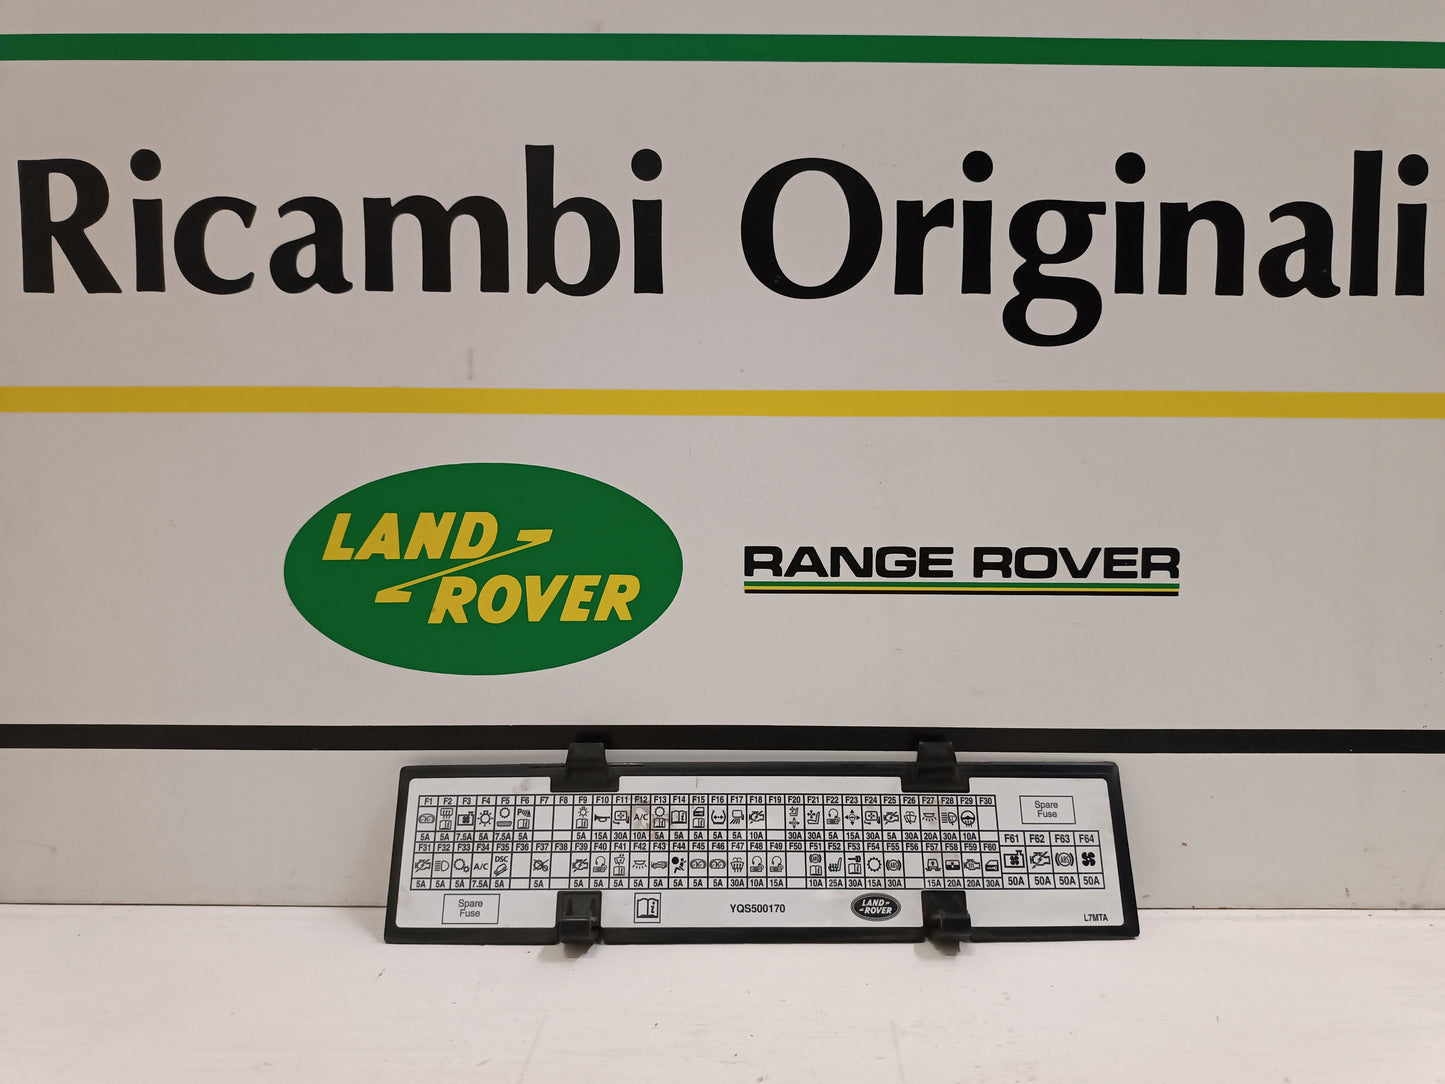 Ricambi Originali
LAND
ROVER
RANGE ROVER
F1 F2 F3 F4 F5 F6 F7 F8 F9 F10 F11 F12 F13 F14 F15 F16 F17 F18 F19 F20 F21 F22 F23 F24 F25 F26 F27 F28 F29 F30
A/C
5A 5A 7.5A 5A 7.5A 5A 5A 15A 30A 10A 5A 5A 5A 5A 5A 10A 30A 30A 5A 15A 30A 5A 30A 10A 30A 10A
Spare
Fuse
F31 F32 F33 F34 F35 F36 F37 F38 F39 F40 F41 F42 F43 F44 F45 F46 F47 F48 F49 F50 F51 F52 F53 F54 F55 F56 F57 F58 F59 F60
A/C DSC
5A 5A 5A 7.5A 5A 5A 5A 5A 5A 5A 5A 5A 5A 5A 30A 10A 15A 10A 25A 30A 15A 30A 15A 20A 20A 30A
F61 F62 F63 F64
50A 50A 50A 50A
Spare
Fuse
YQS500170
LAND
ROVER
L7MTA